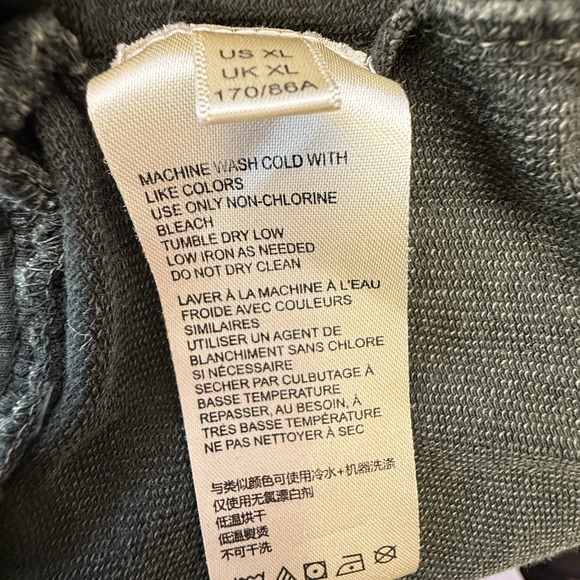 US XL
UK XL
170/86A
MACHINE WASH COLD WITH
LIKE COLORS
USE ONLY NON-CHLORINE
BLEACH
TUMBLE DRY LOW
LOW IRON AS NEEDED
DO NOT DRY CLEAN
LAVER À LA MACHINE À L'EAU
FROIDE AVEC COULEURS
SIMILAIRES
UTILISER UN AGENT DE
BLANCHIMENT SANS CHLORE
SI NÉCESSAIRE
SECHER PAR CULBUTAGE À
BASSE TEMPERATURE
REPASSER, AU BESOIN, À
TRÈS BASSE TEMPÉRATURE
NE PAS NETTOYER À SEC
与类似颜色可使用冷水+机器洗涤
仅使用无氯漂白剂
低温烘干
低温熨烫
不可干洗